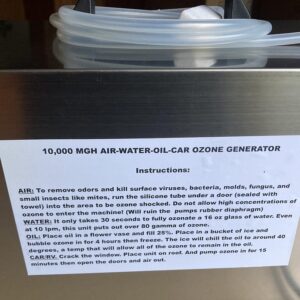 10,000 MGH AIR-WATER-OIL-CAR OZONE GENERATOR
Instructions:
AIR: To remove odors and kill surface viruses, bacteria, molds, fungus, and
small insects like mites, run the silicone tube under a door (sealed with
towel) into the area to be ozone shocked. Do not allow high concentrations of
ozone to enter the machine! (Will ruin the pumps rubber diaphragm)
WATER: It only takes 30 seconds to fully ozonate a 16 oz glass of water. Even
at 10 lpm, this unit puts out over 80 gamma of ozone.
OIL: Place oil in a flower vase and fill 25%. Place in a bucket of ice and
bubble ozone in for 4 hours then freeze. The ice will chill the oil to around 40
degrees, a temp that will allow all of the ozone to remain in the oil.
CAR/RV. Crack the window. Place unit on roof. And pump ozone in for 15
minutes then open the doors and air out.